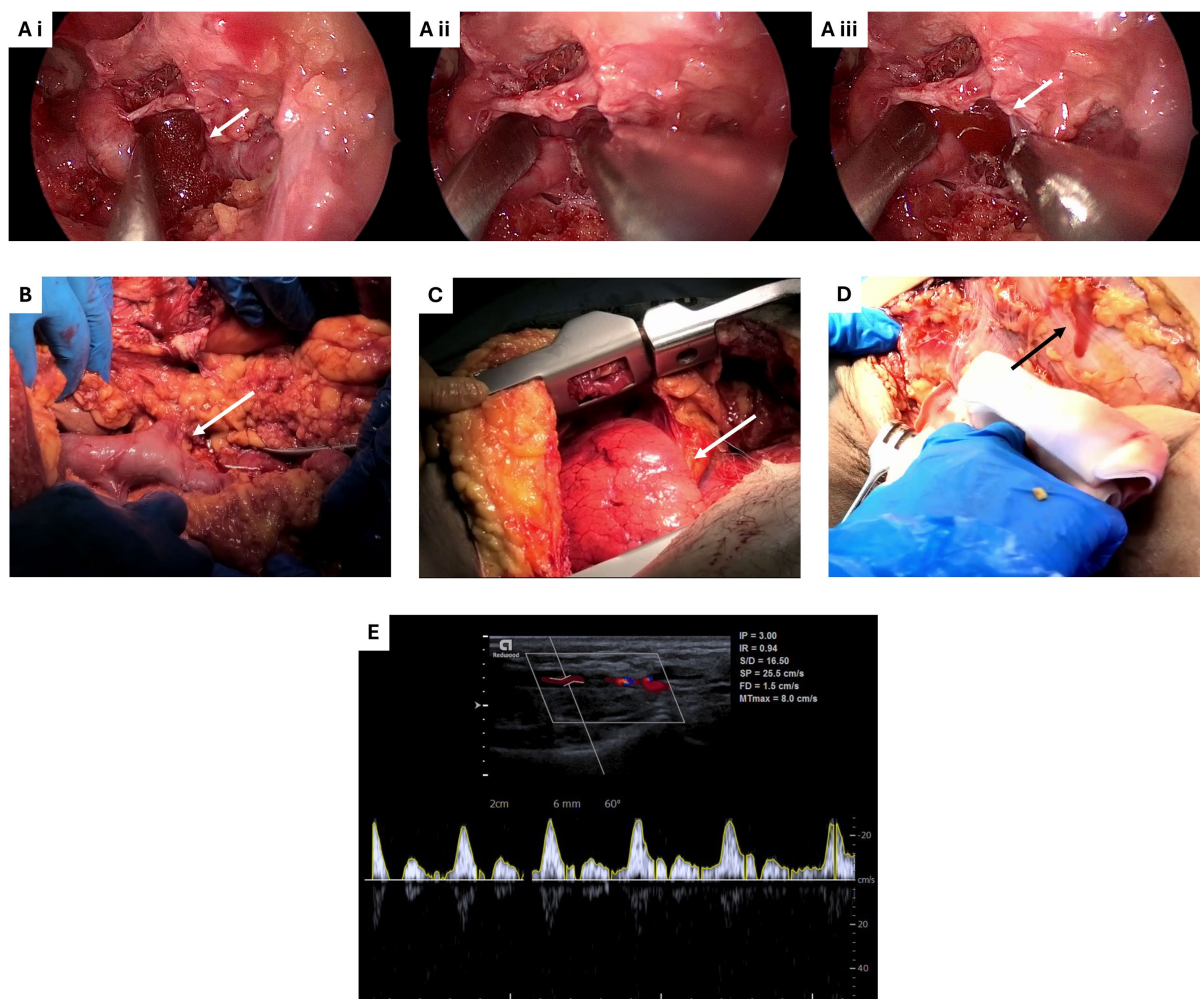 A i
A ii
A iii
B
C
D
E
Redwood
IP = 3.00
IR = 0.94
S/D = 16.50
SP = 25.5 cm/s
FD = 1.5 cm/s
MTmax = 8.0 cm/s
2cm 6 mm 60°
-20
cm/s
20
40